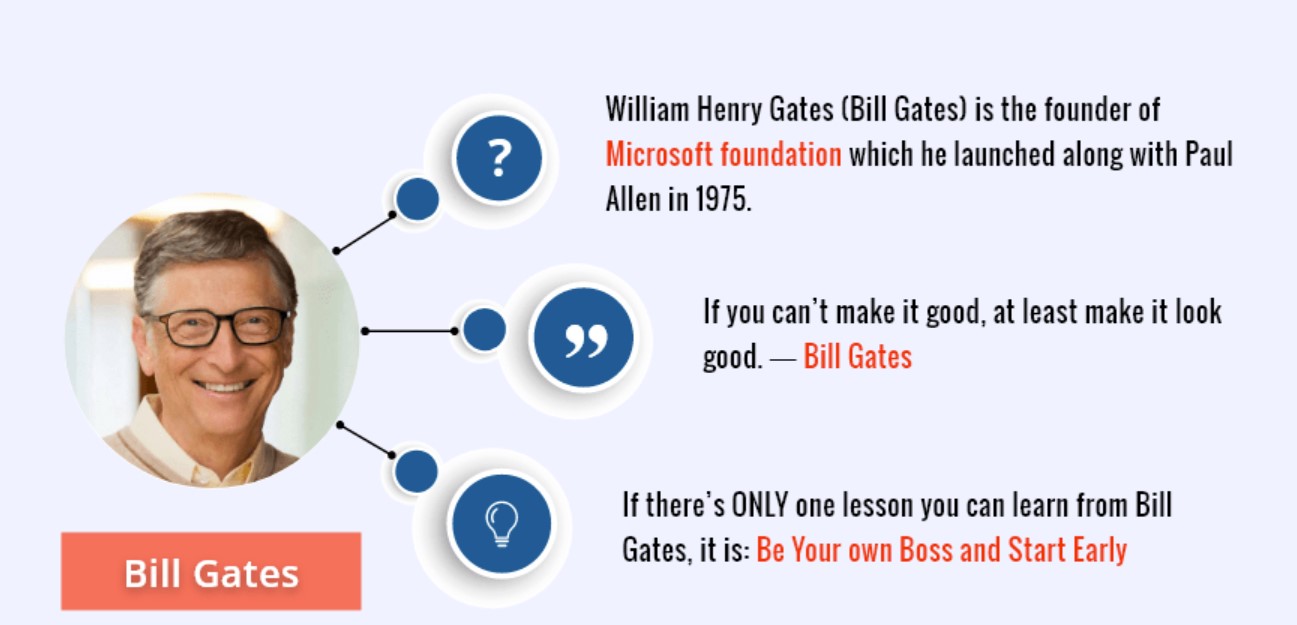 William Henry Gates (Bill Gates) is the founder of
Microsoft foundation which he launched along with Paul
Allen in 1975.
If you can’t make it good, at least make it look
good. — Bill Gates
If there’s ONLY one lesson you can learn from Bill
Gates, it is: Be Your own Boss and Start Early
Bill Gates